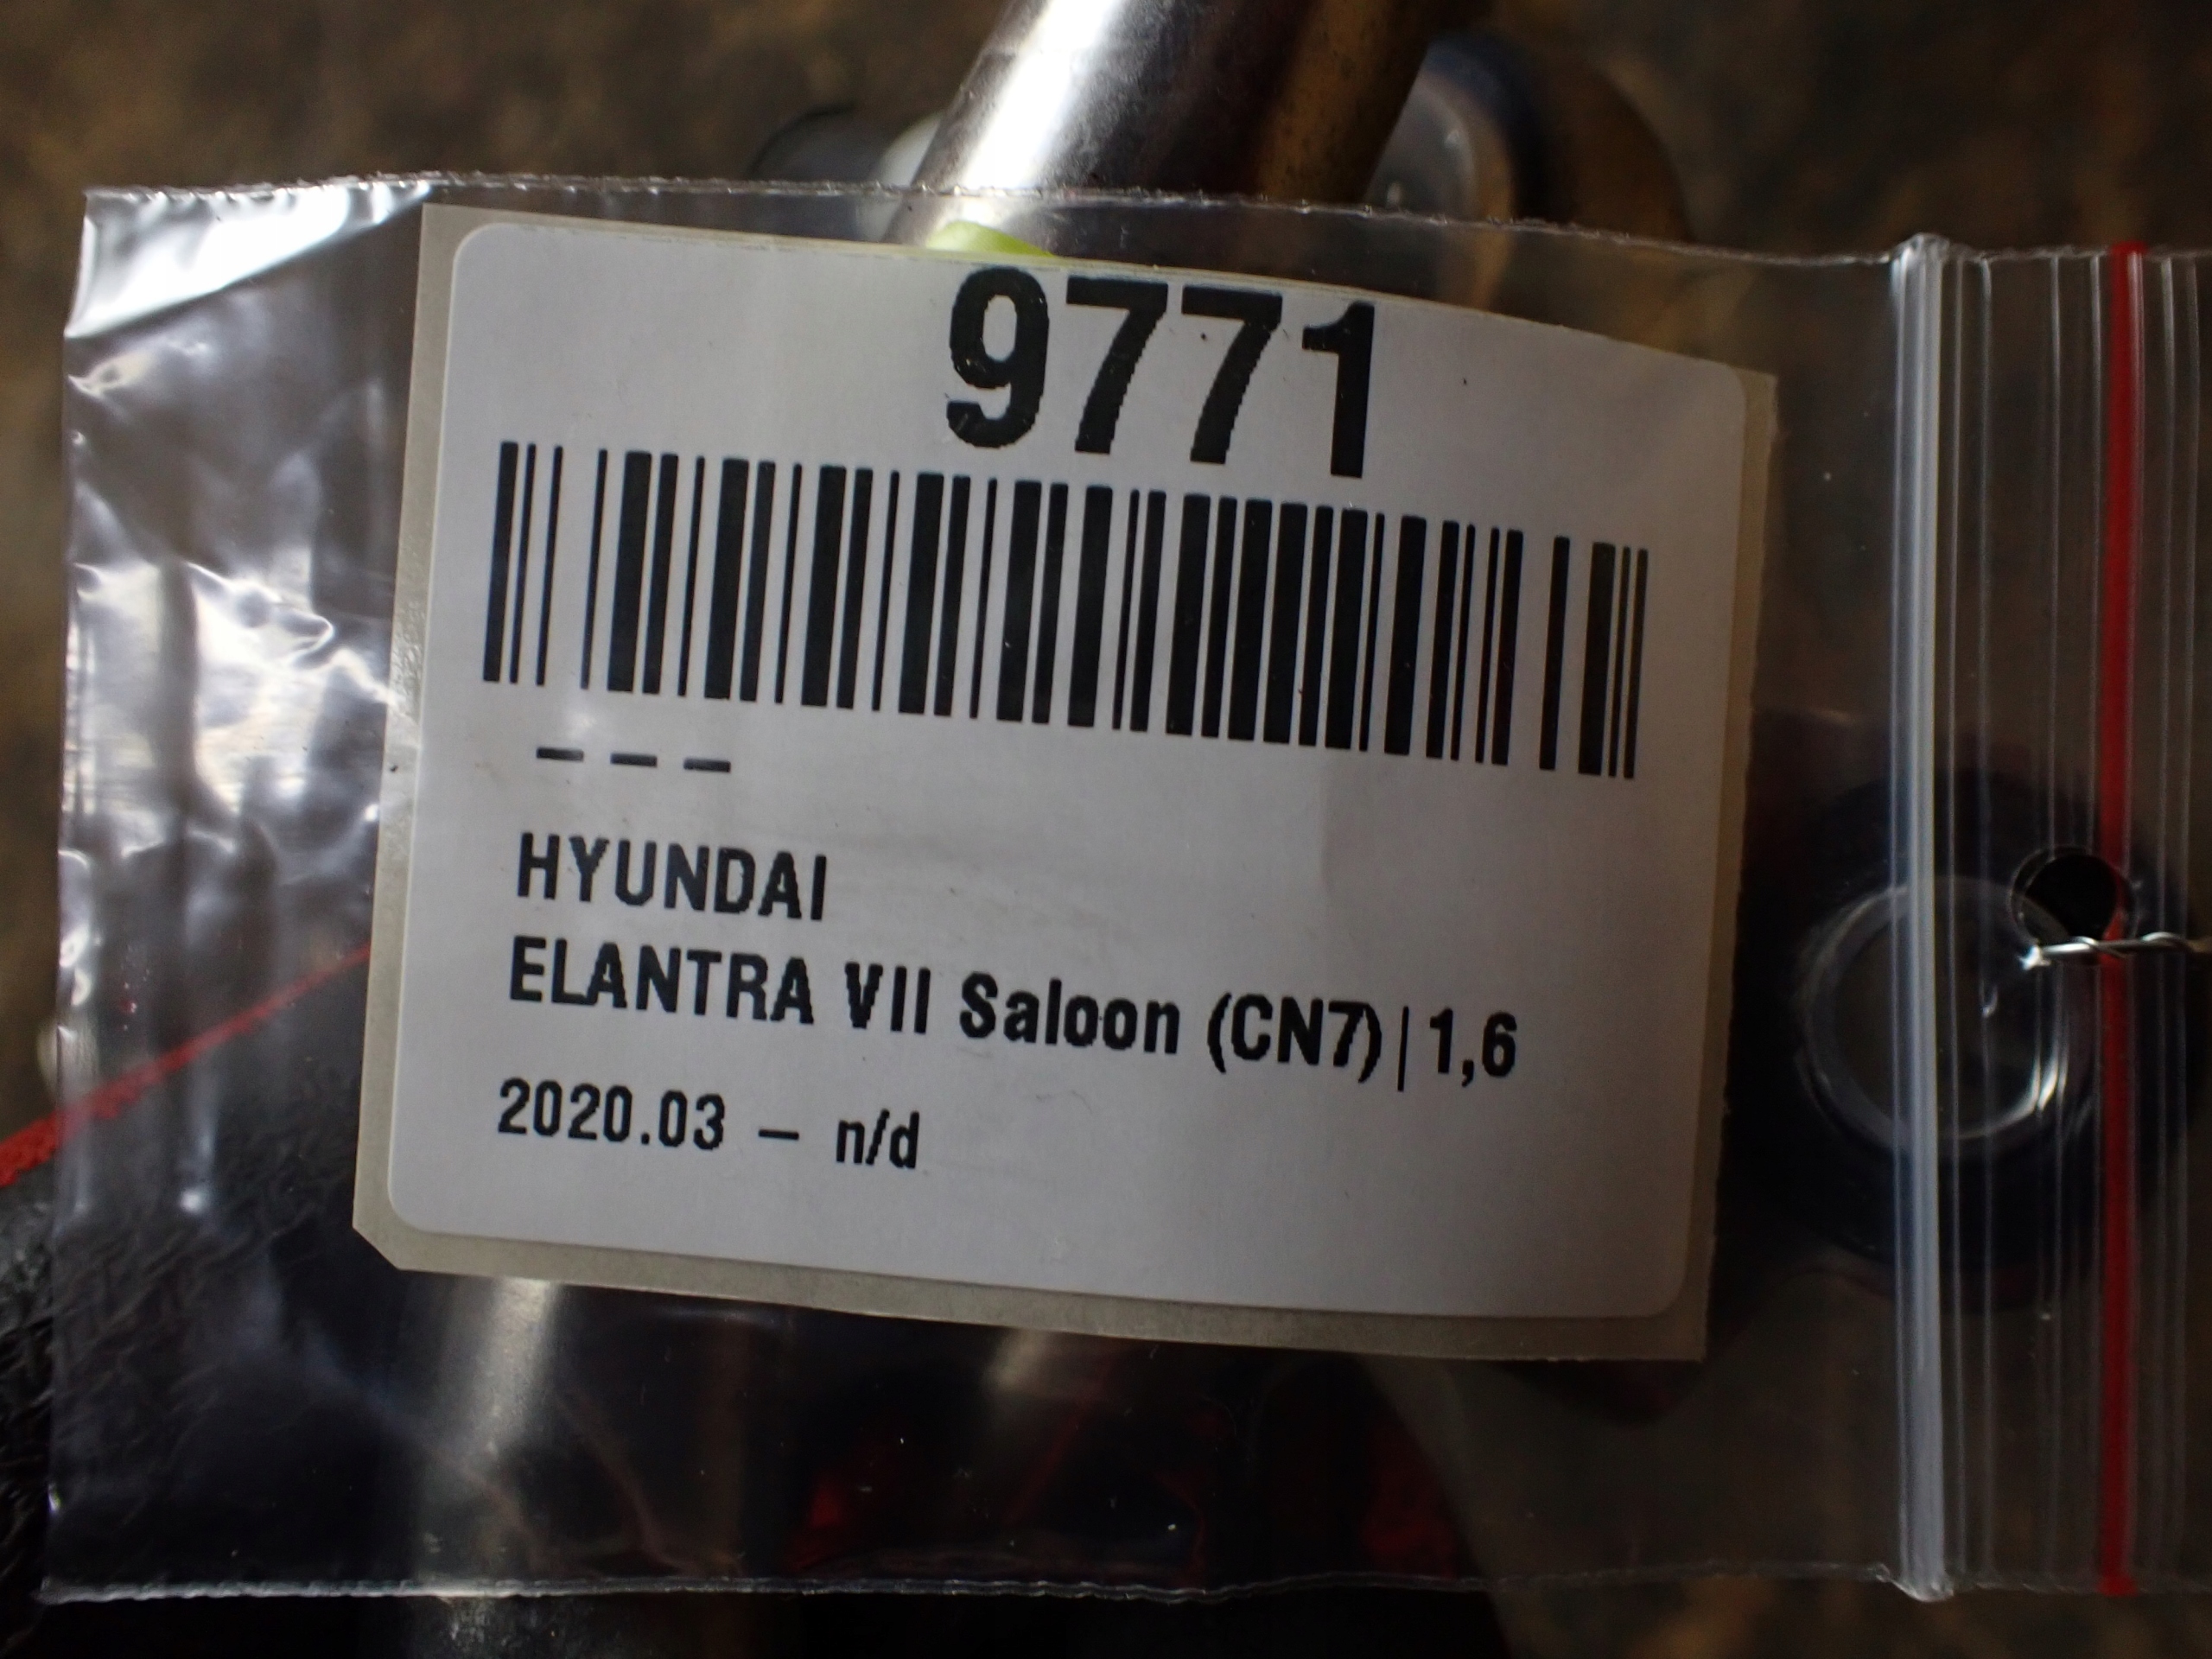 9771
– – –
HYUNDAI
ELANTRA VII Saloon (CN7)|1,6
2020.03 – n/d